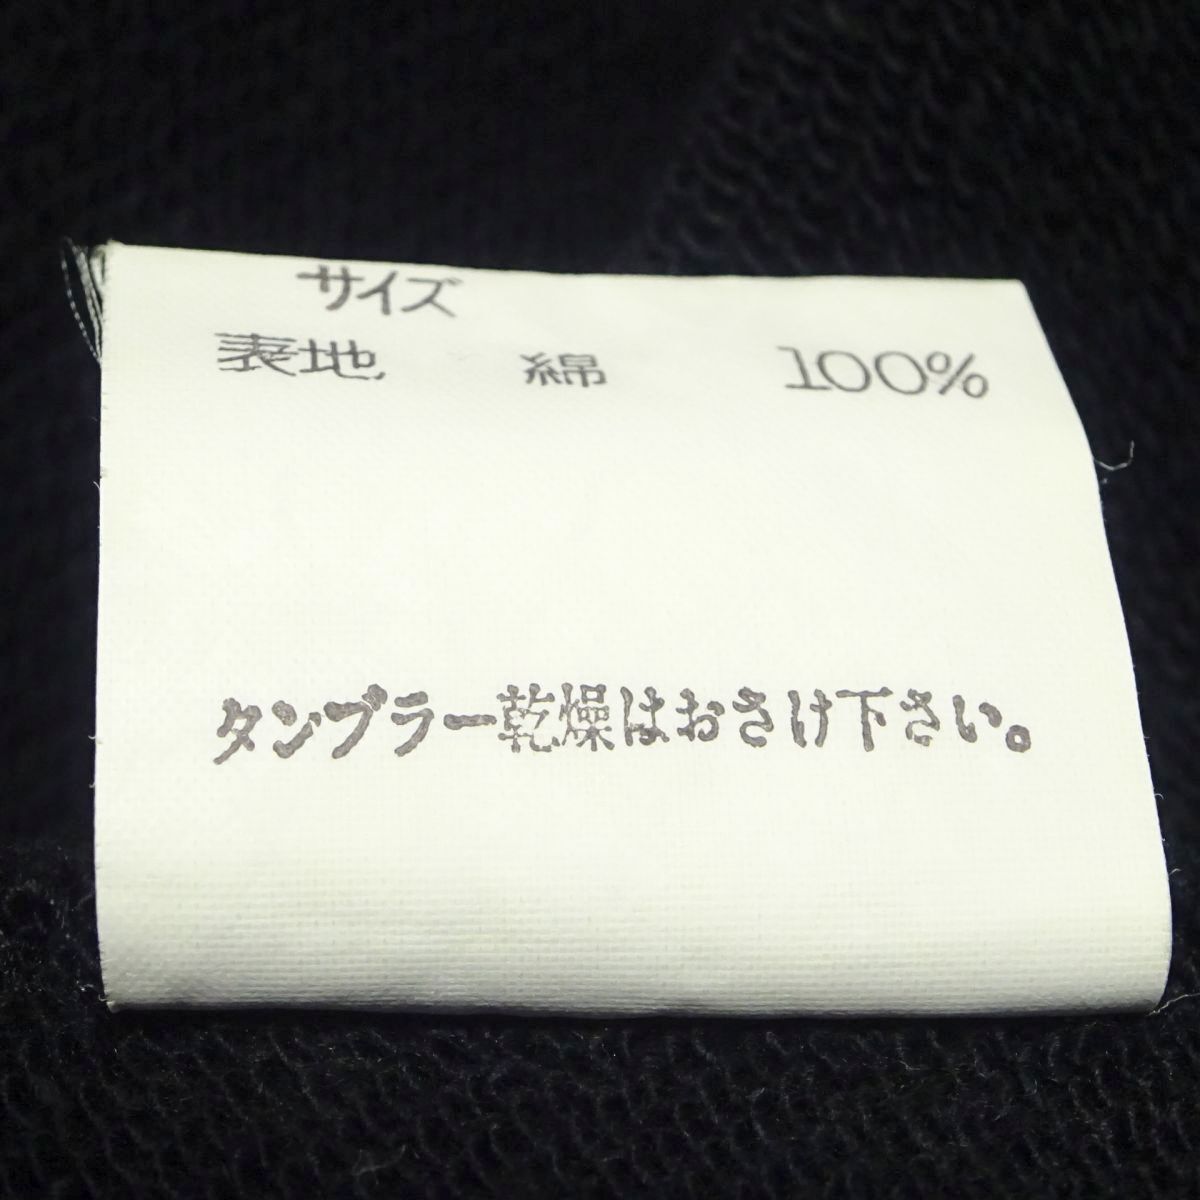 サイズ
表地 綿 100%
タンブラー乾燥はおさけ下さい。